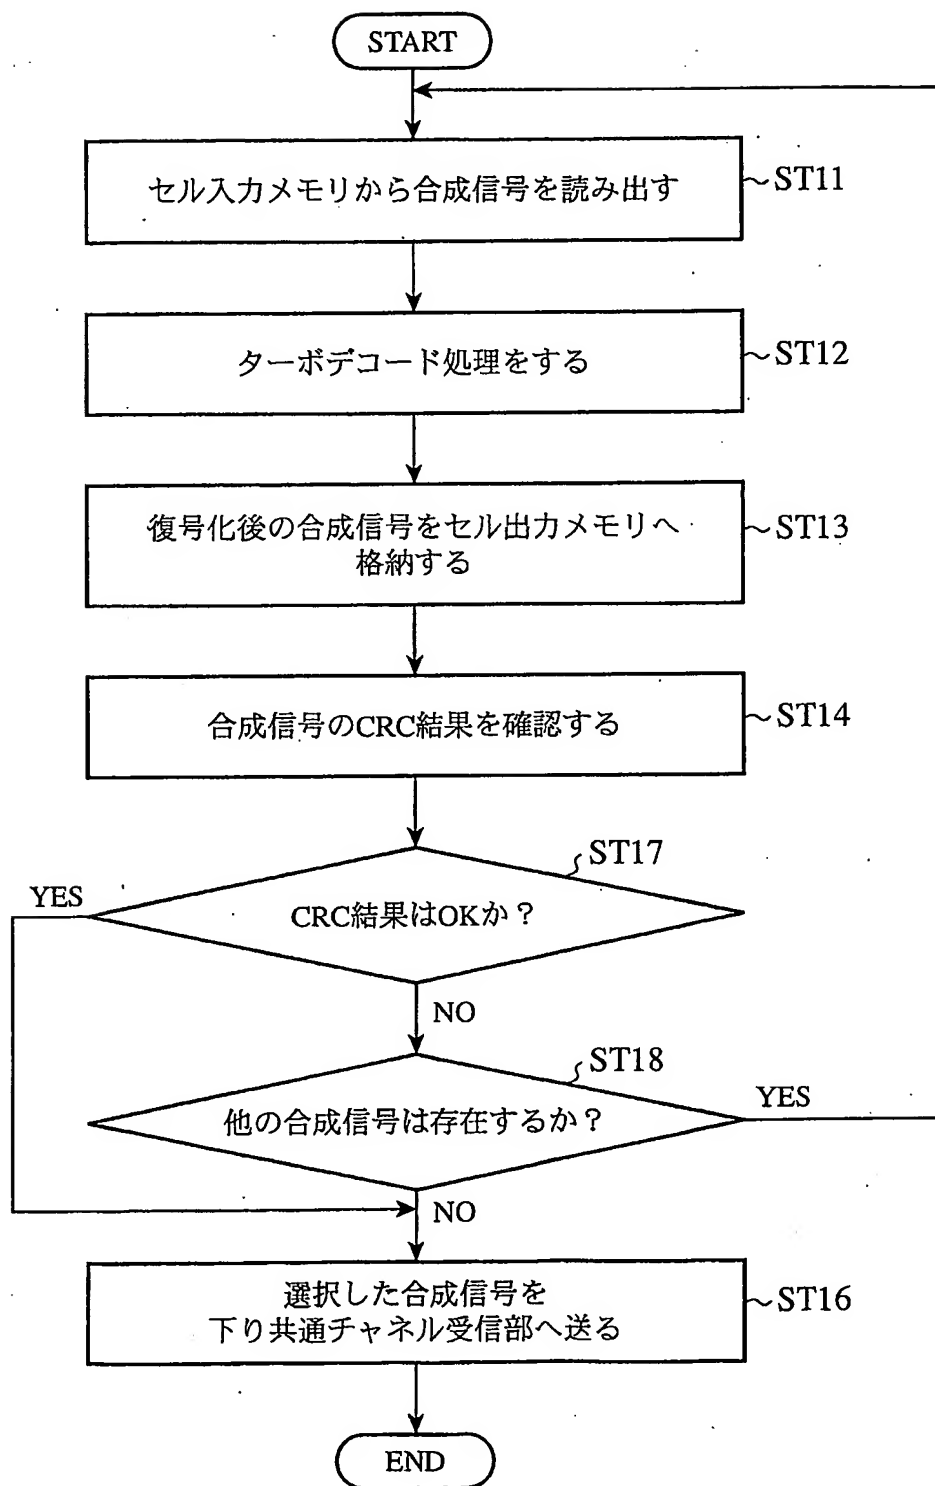 START
セル入力メモリから合成信号を読み出す
ST11
ターボデコード処理をする
ST12
復号化後の合成信号をセル出力メモリへ
格納する
ST13
合成信号のCRC結果を確認する
ST14
ST17
YES
CRC結果はOKか？
NO
ST18
YES
他の合成信号は存在するか？
NO
選択した合成信号を
下り共通チャネル受信部へ送る
ST16
END